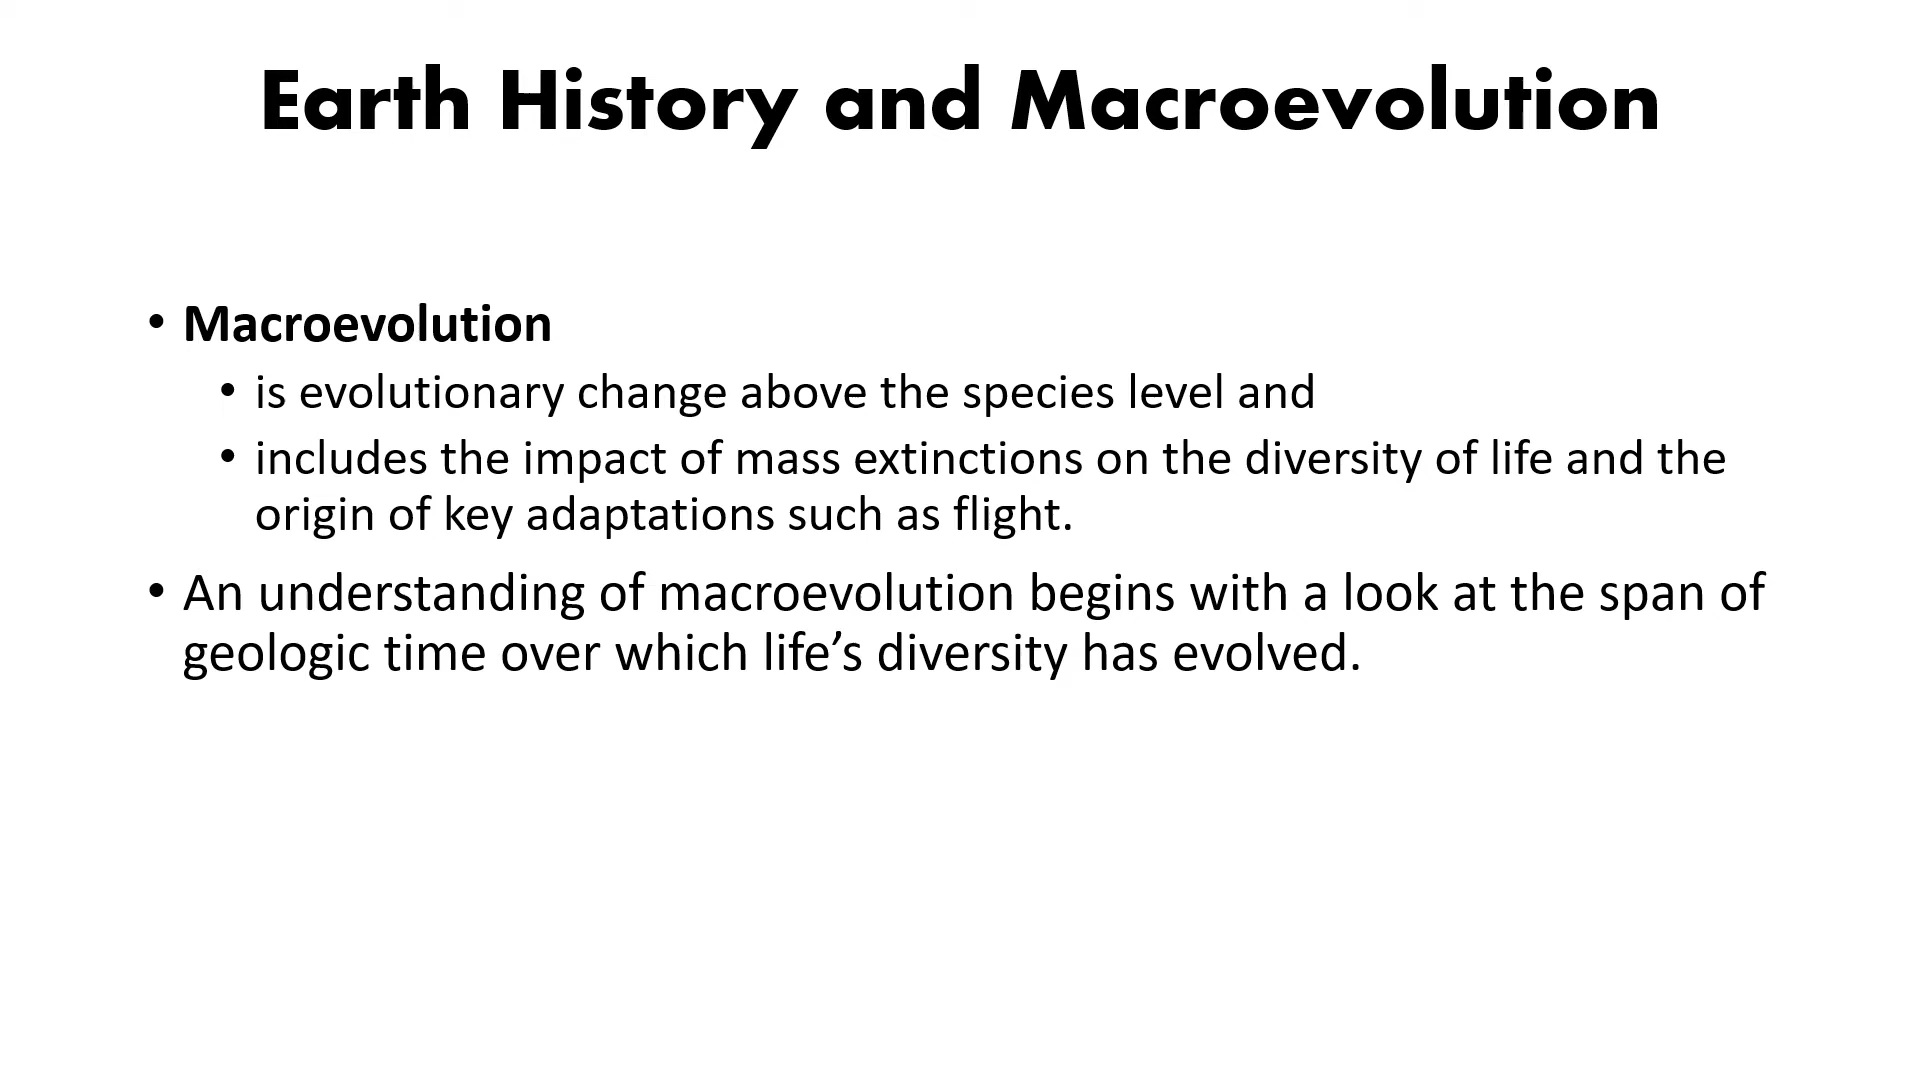 Earth History and Macroevolution
• Macroevolution
• is evolutionary change above the species level and
• includes the impact of mass extinctions on the diversity of life and the
origin of key adaptations such as flight.
• An understanding of macroevolution begins with a look at the span of
geologic time over which life’s diversity has evolved.